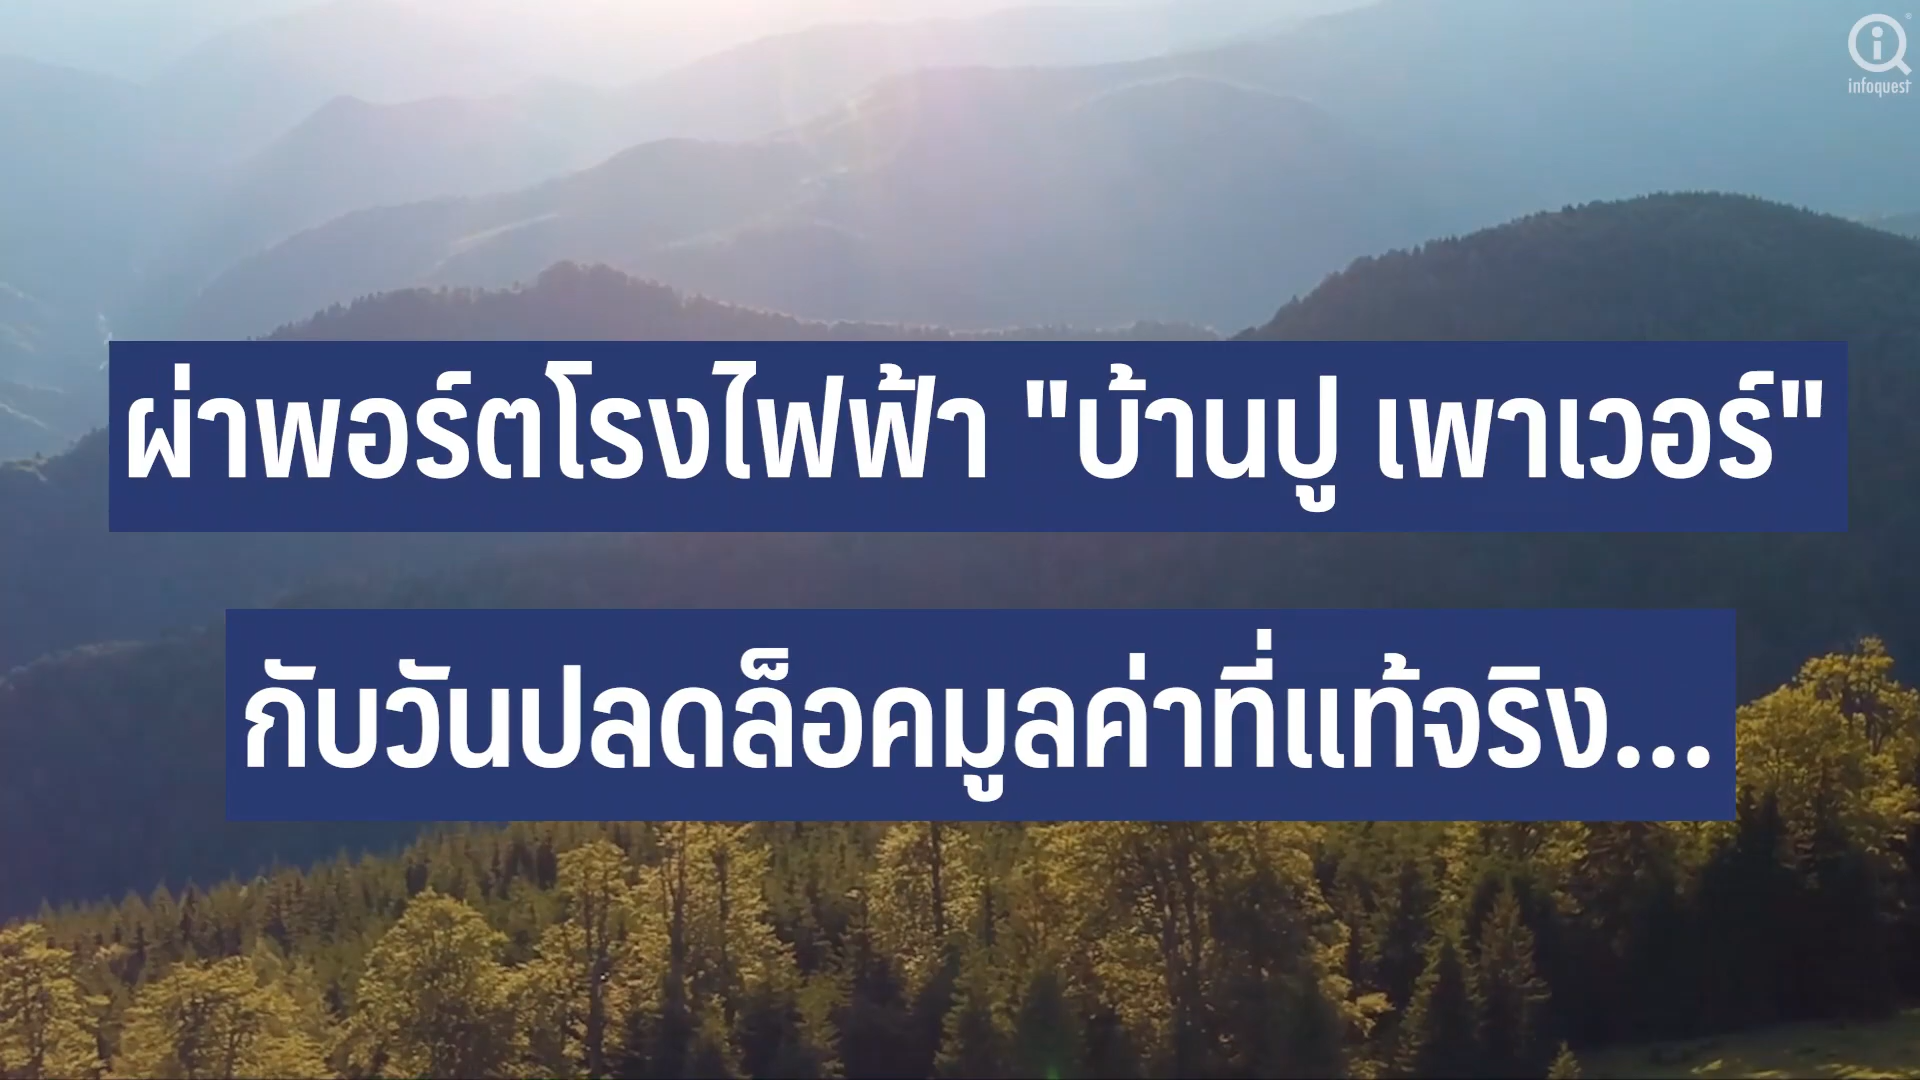 infoquest
ผ่าพอร์ตโรงไฟฟ้า "บ้านปู เพาเวอร์"
กับวันปลดล็อคมูลค่าที่แท้จริง...